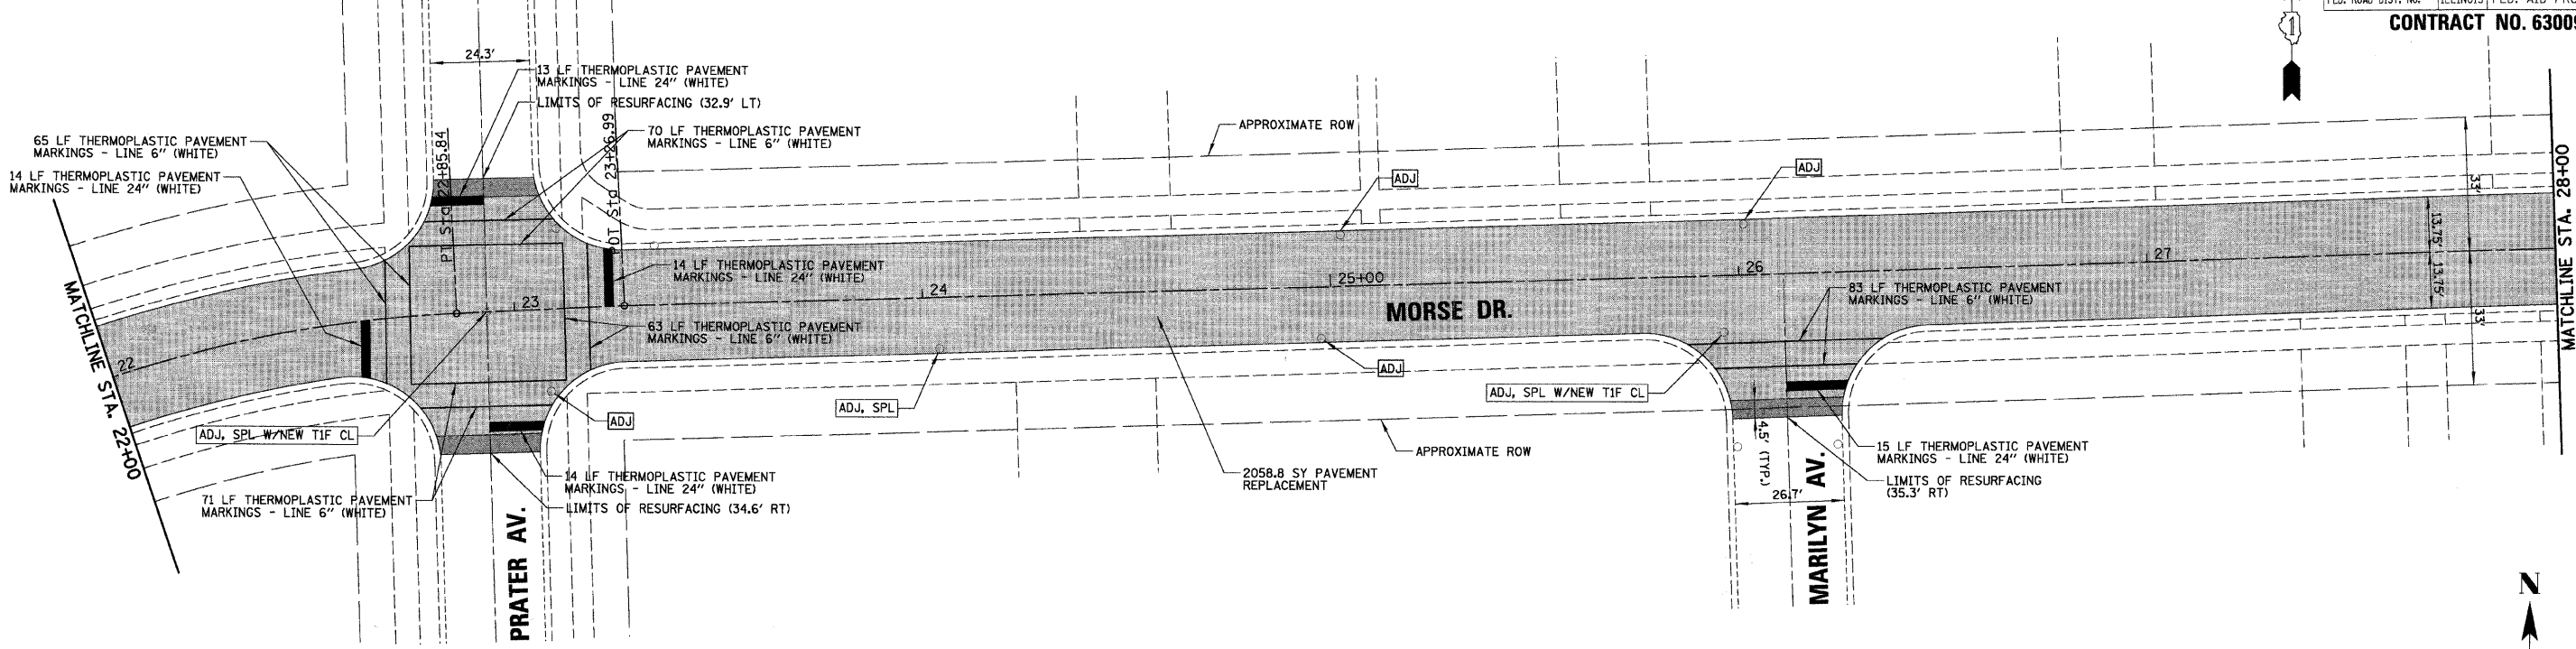 CONTRACT NO. 63009
1
24.3'
13 LF THERMOPLASTIC PAVEMENT
MARKINGS - LINE 24" (WHITE)
LIMITS OF RESURFACING (32.9' LT)
70 LF THERMOPLASTIC PAVEMENT
MARKINGS - LINE 6" (WHITE)
65 LF THERMOPLASTIC PAVEMENT
MARKINGS - LINE 6" (WHITE)
14 LF THERMOPLASTIC PAVEMENT
MARKINGS - LINE 24" (WHITE)
PT Sta 22+85.84
POT Sta 23+26.99
APPROXIMATE ROW
ADJ
ADJ
33'
13.75'
13.75'
33'
MATCHLINE STA. 28+00
MATCHLINE STA. 22+00
22
23
24
25+00
26
27
14 LF THERMOPLASTIC PAVEMENT
MARKINGS - LINE 24" (WHITE)
63 LF THERMOPLASTIC PAVEMENT
MARKINGS - LINE 6" (WHITE)
MORSE DR.
83 LF THERMOPLASTIC PAVEMENT
MARKINGS - LINE 6" (WHITE)
ADJ, SPL W/NEW T1F CL
ADJ
ADJ, SPL
ADJ
ADJ, SPL W/NEW T1F CL
APPROXIMATE ROW
2058.8 SY PAVEMENT
REPLACEMENT
4.5' (TYP.)
26.7'
15 LF THERMOPLASTIC PAVEMENT
MARKINGS - LINE 24" (WHITE)
LIMITS OF RESURFACING
(35.3' RT)
71 LF THERMOPLASTIC PAVEMENT
MARKINGS - LINE 6" (WHITE)
14 LF THERMOPLASTIC PAVEMENT
MARKINGS - LINE 24" (WHITE)
LIMITS OF RESURFACING (34.6' RT)
PRATER AV.
MARILYN AV.
N